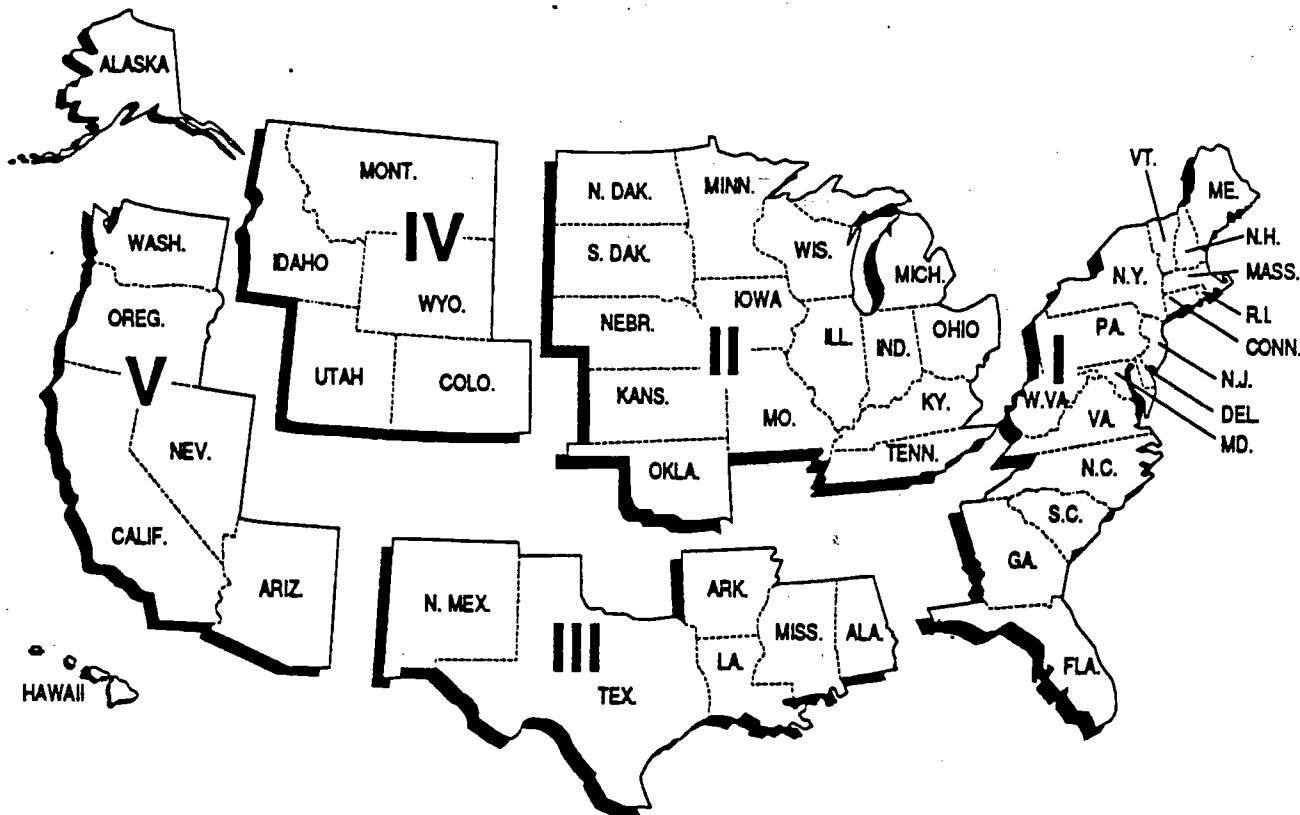 ALASKA
MONT.
IV
IDAHO
WYO.
UTAH
COLO.
WASH.
OREG.
V
NEV.
CALIF.
ARIZ.
HAWAII
N. DAK.
MINN.
S. DAK.
WIS.
MICH.
NEBR.
IOWA
II
ILL.
IND.
OHIO
KANS.
MO.
KY.
OKLA.
TENN.
N. MEX.
III
TEX.
ARK.
LA.
MISS.
ALA.
VT.
ME.
N.H.
MASS.
N.Y.
R.I.
CONN.
PA.
I
N.J.
DEL.
MD.
W.VA.
VA.
N.C.
S.C.
GA.
FLA.